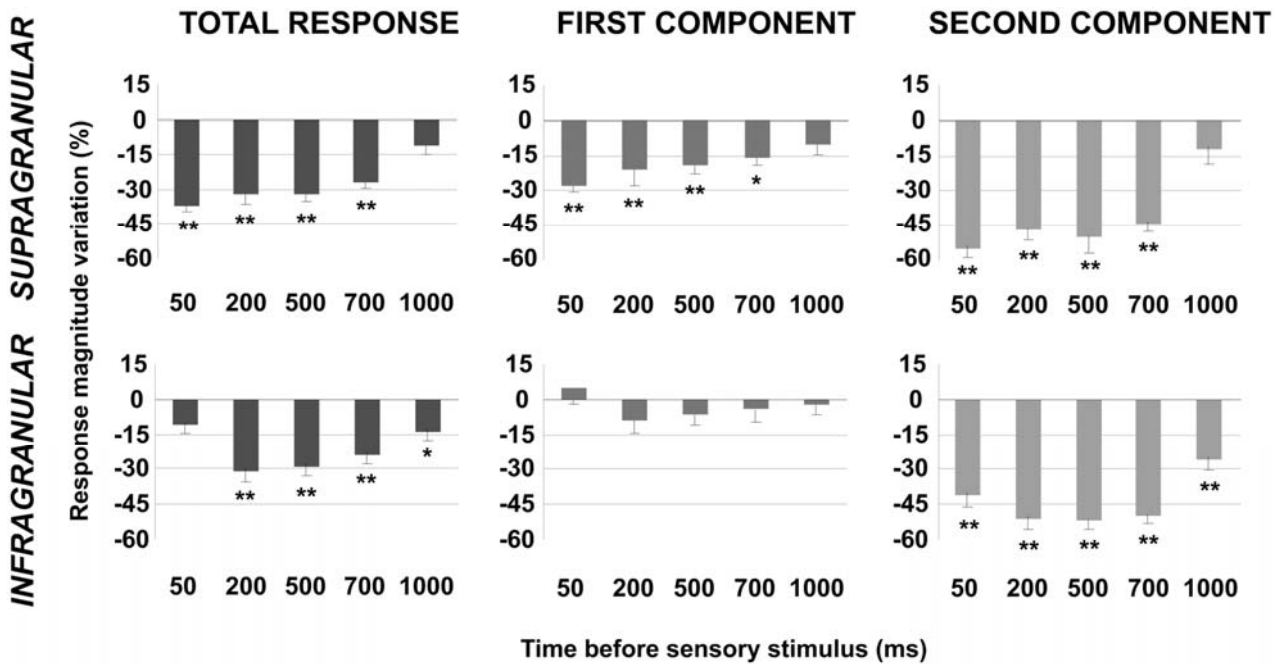 TOTAL RESPONSE FIRST COMPONENT SECOND COMPONENT
SUPRAGRANULAR
Response magnitude variation (%)
15 15 15
0 0 0
-15 -15 -15
-30 -30 -30
-45 -45 -45
-60 -60 -60
** ** ** **
** ** ** *
** ** ** **
50 200 500 700 1000 50 200 500 700 1000 50 200 500 700 1000
INFRAGRANULAR
15 15 15
0 0 0
-15 -15 -15
-30 -30 -30
-45 -45 -45
-60 -60 -60
** ** ** *
** ** ** ** **
50 200 500 700 1000 50 200 500 700 1000 50 200 500 700 1000
Time before sensory stimulus (ms)